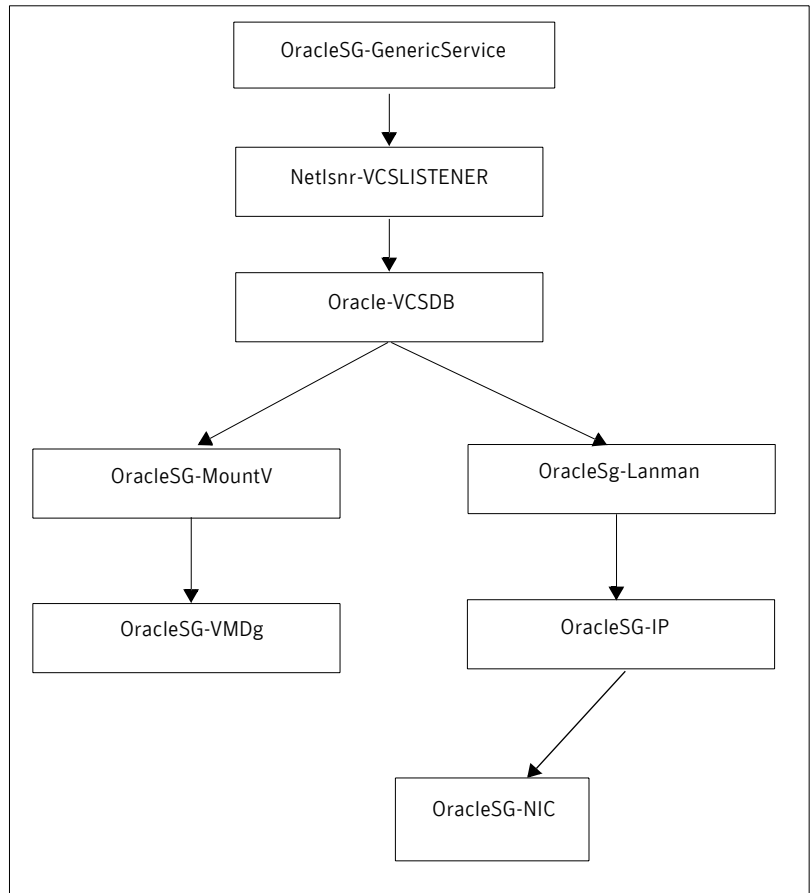 OracleSG-GenericService
Netlsnr-VCSLISTENER
Oracle-VCSDB
OracleSG-MountV
OracleSg-Lanman
OracleSG-VMDg
OracleSG-IP
OracleSG-NIC